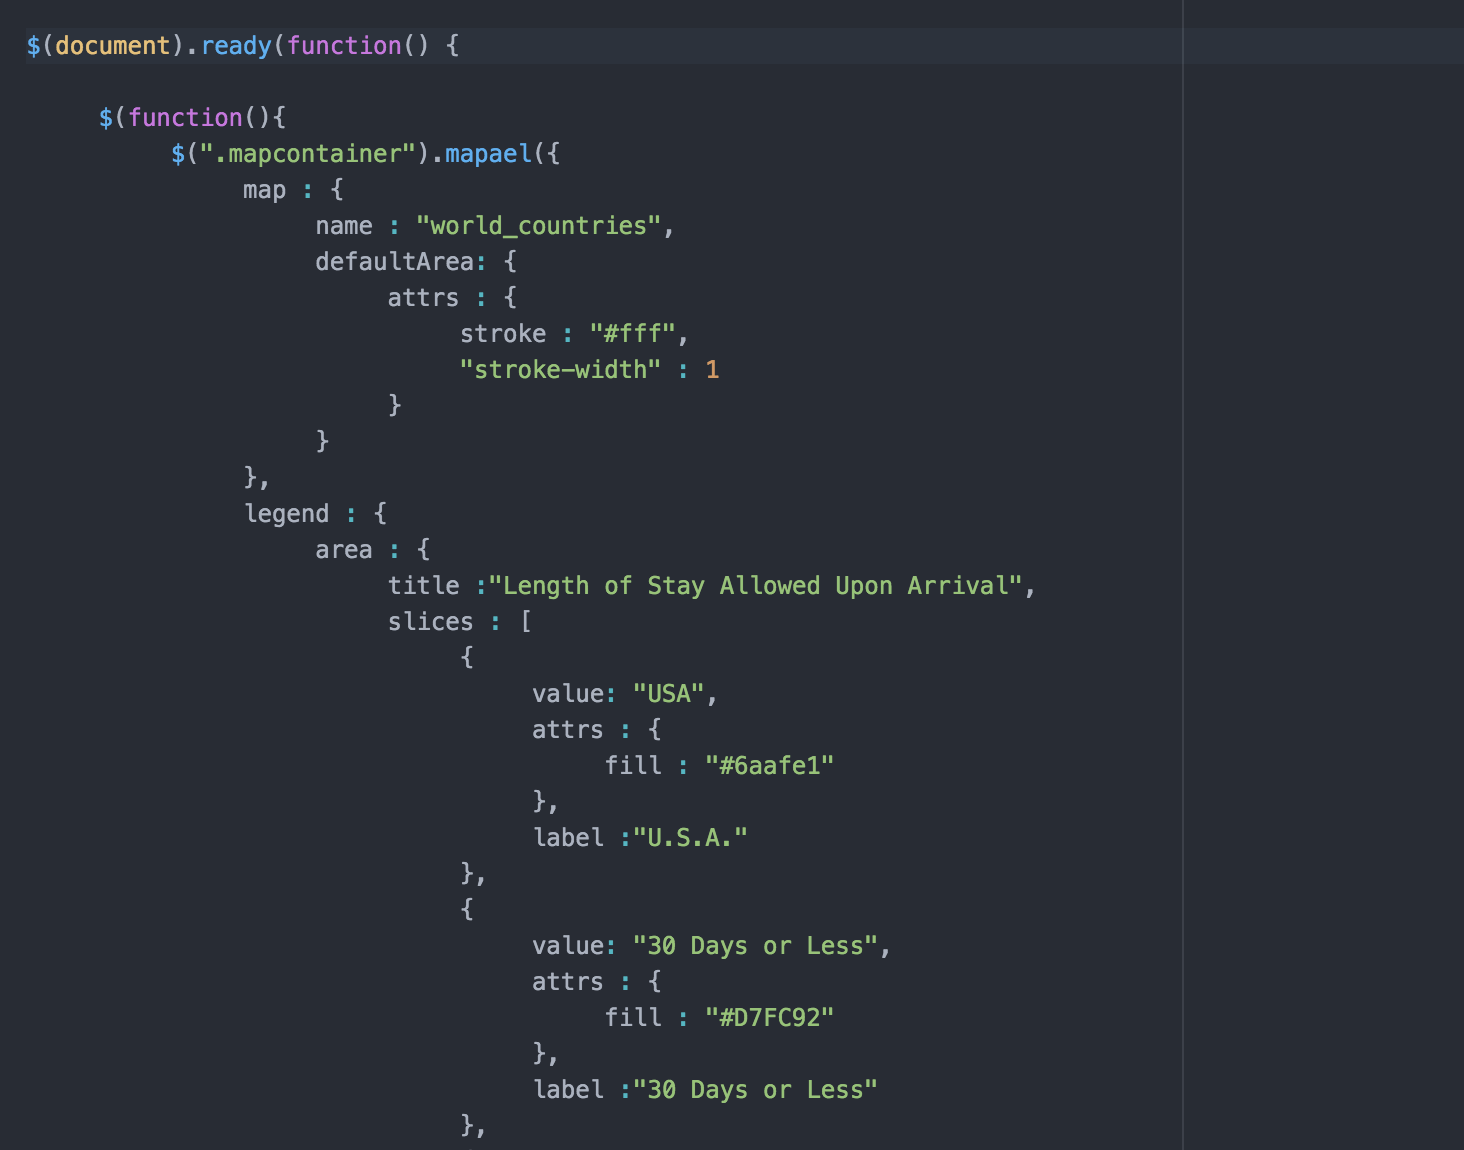 $(document).ready(function() {
$(function(){
$(".mapcontainer").mapael({
map : {
name : "world_countries",
defaultArea: {
attrs : {
stroke : "#fff",
"stroke-width" : 1
}
}
},
legend : {
area : {
title :"Length of Stay Allowed Upon Arrival",
slices : [
{
value: "USA",
attrs : {
fill : "#6aafe1"
},
label :"U.S.A."
},
{
value: "30 Days or Less",
attrs : {
fill : "#D7FC92"
},
label :"30 Days or Less"
},